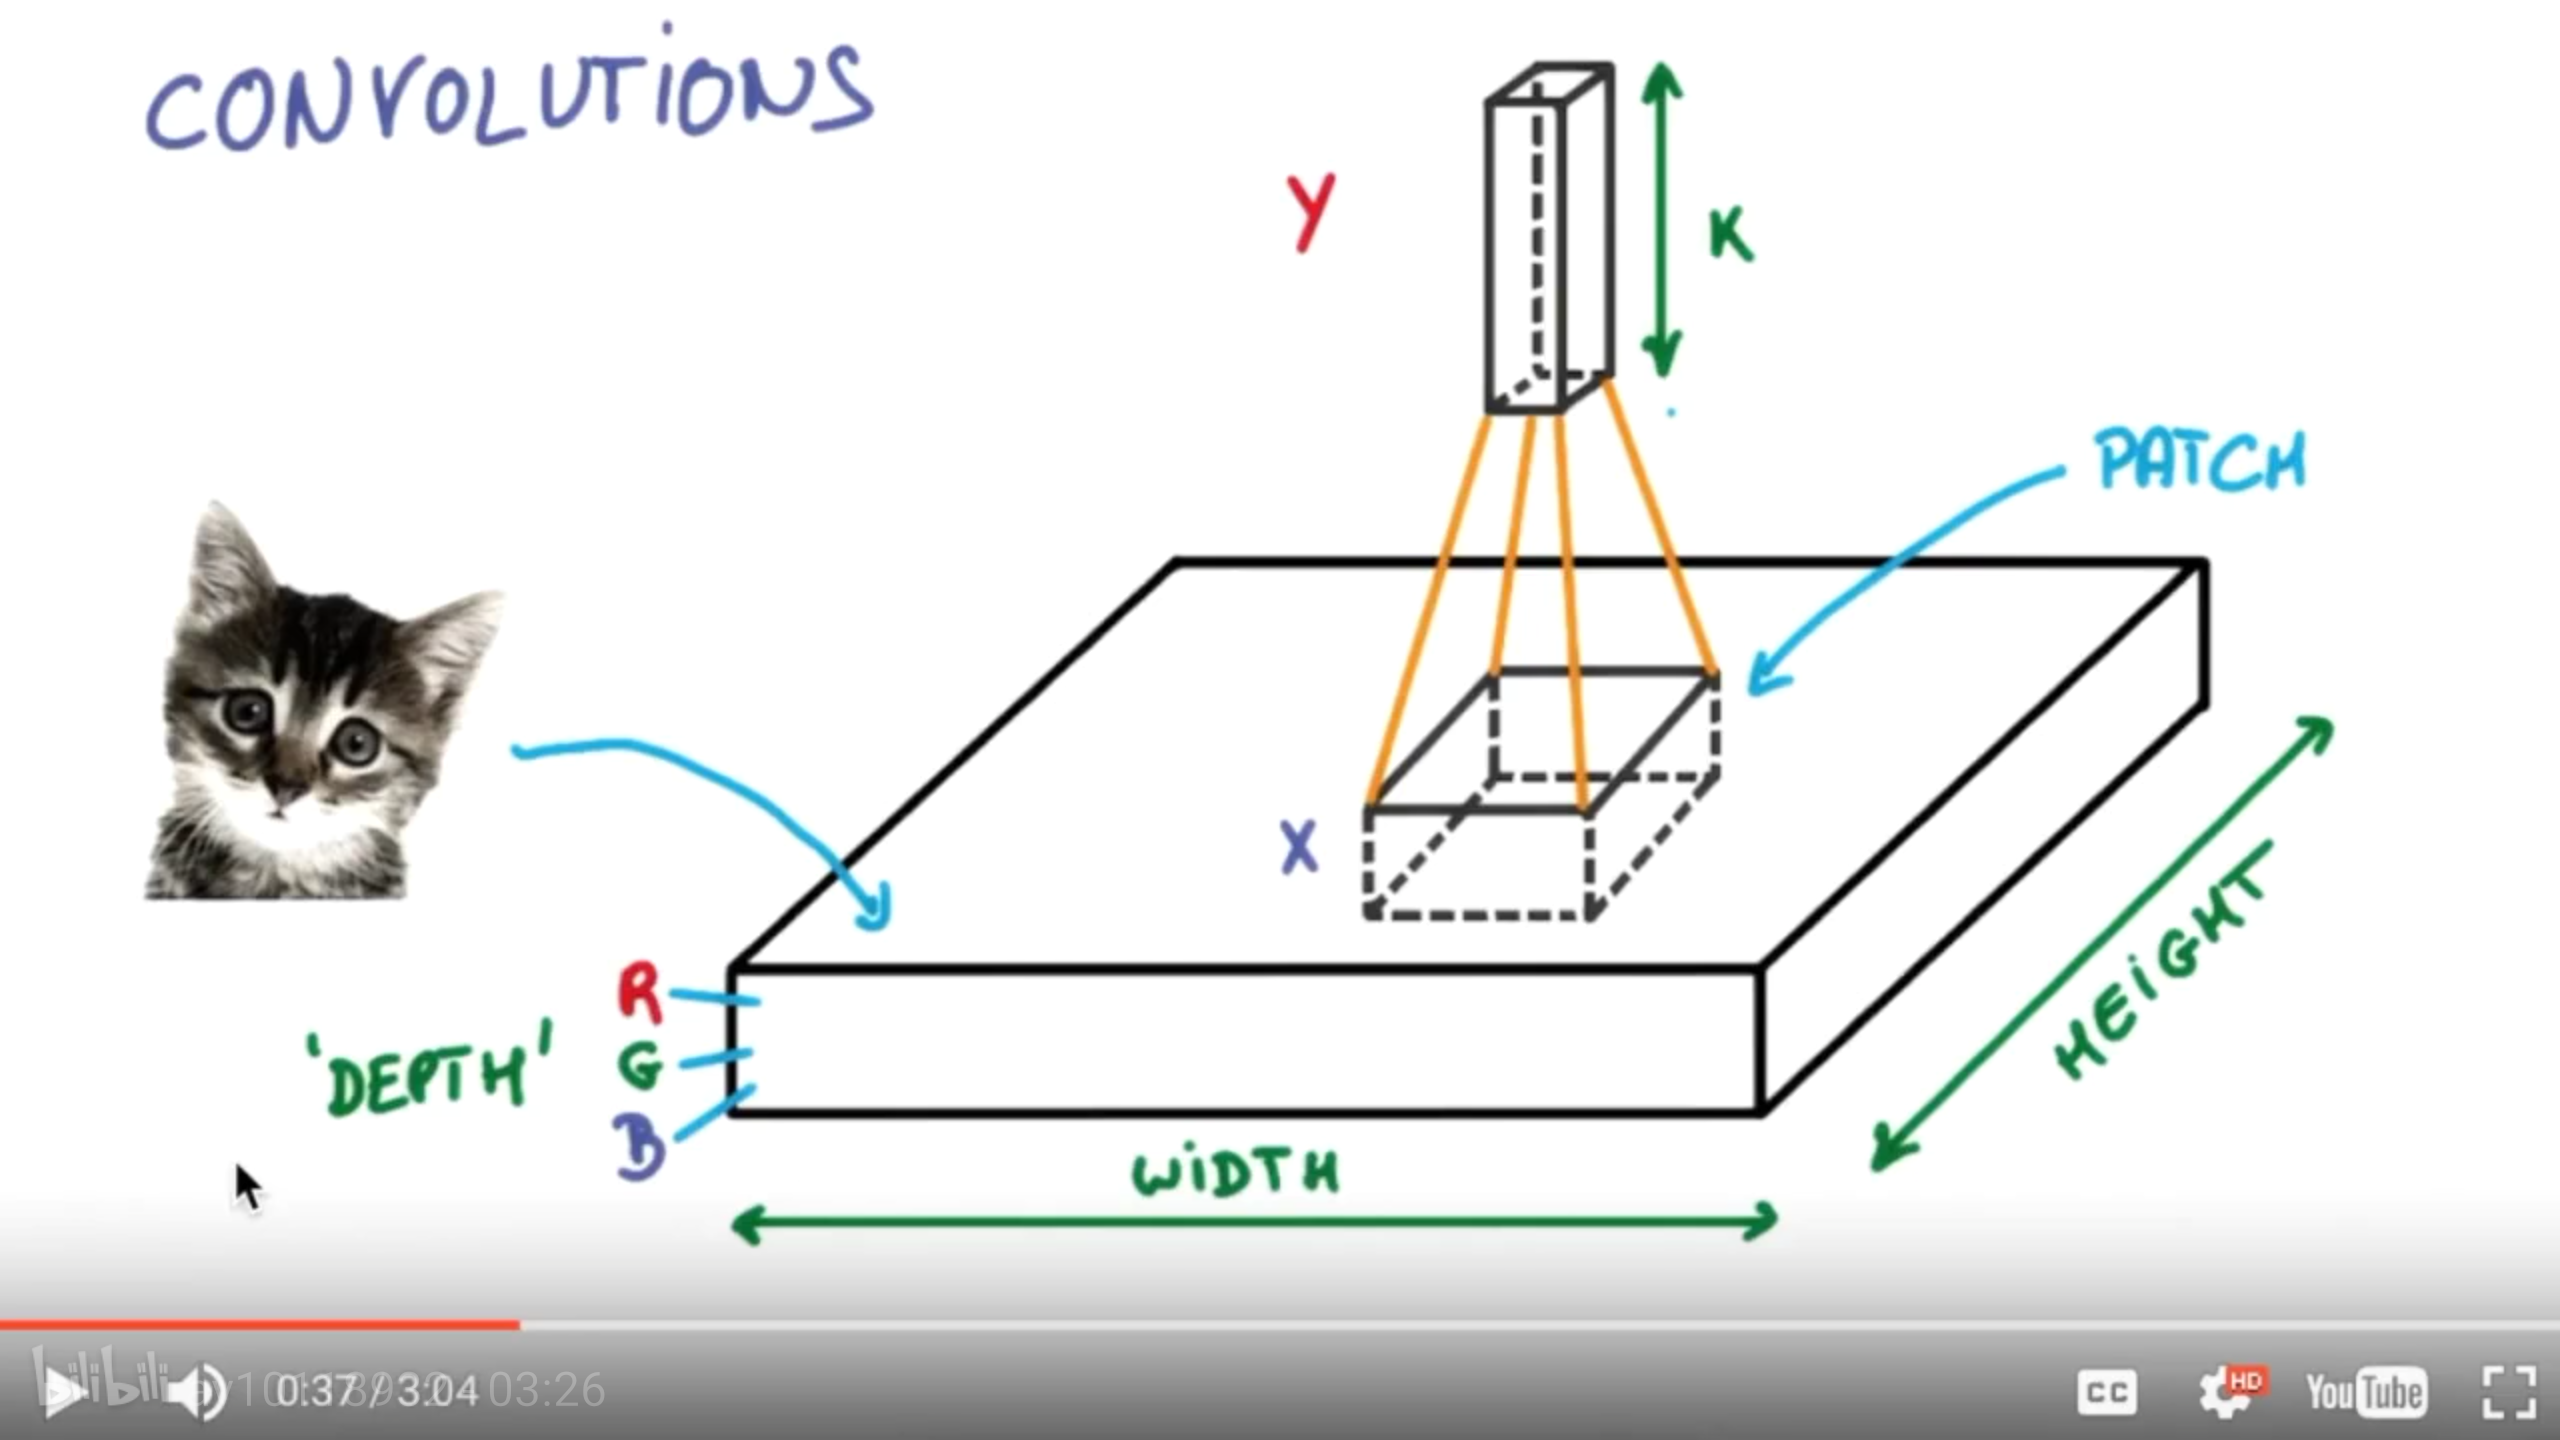 CONVOLUTIONS
Y
K
PATCH
X
R
'DEPTH'
G
B
WIDTH
HEIGHT
bilibili
0:37 / 3:04
03:26
CC
HD
YouTube